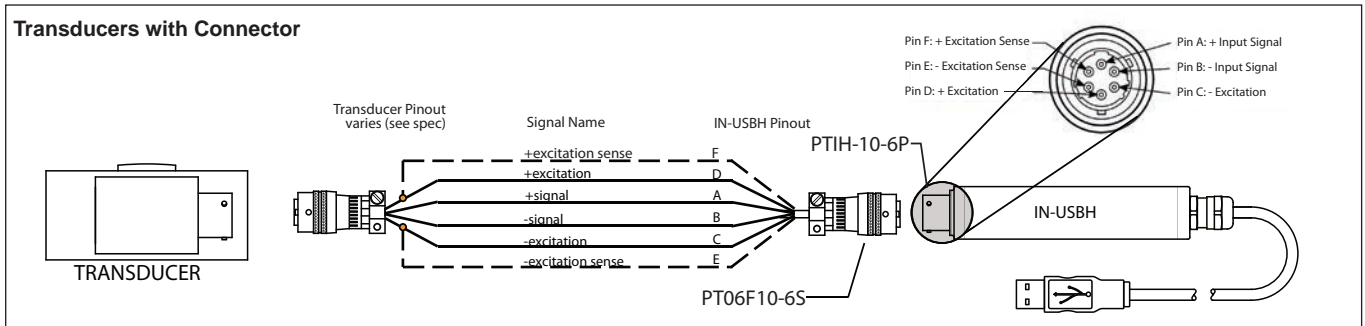 Transducers with Connector
Pin F: + Excitation Sense
Pin E: - Excitation Sense
Pin D: + Excitation
Pin A: + Input Signal
Pin B: - Input Signal
Pin C: - Excitation
Transducer Pinout
varies (see spec)
Signal Name
IN-USBH Pinout
PTIH-10-6P
+excitation sense F
+excitation D
+signal A
-signal B
-excitation C
-excitation sense E
TRANSDUCER
IN-USBH
PT06F10-6S